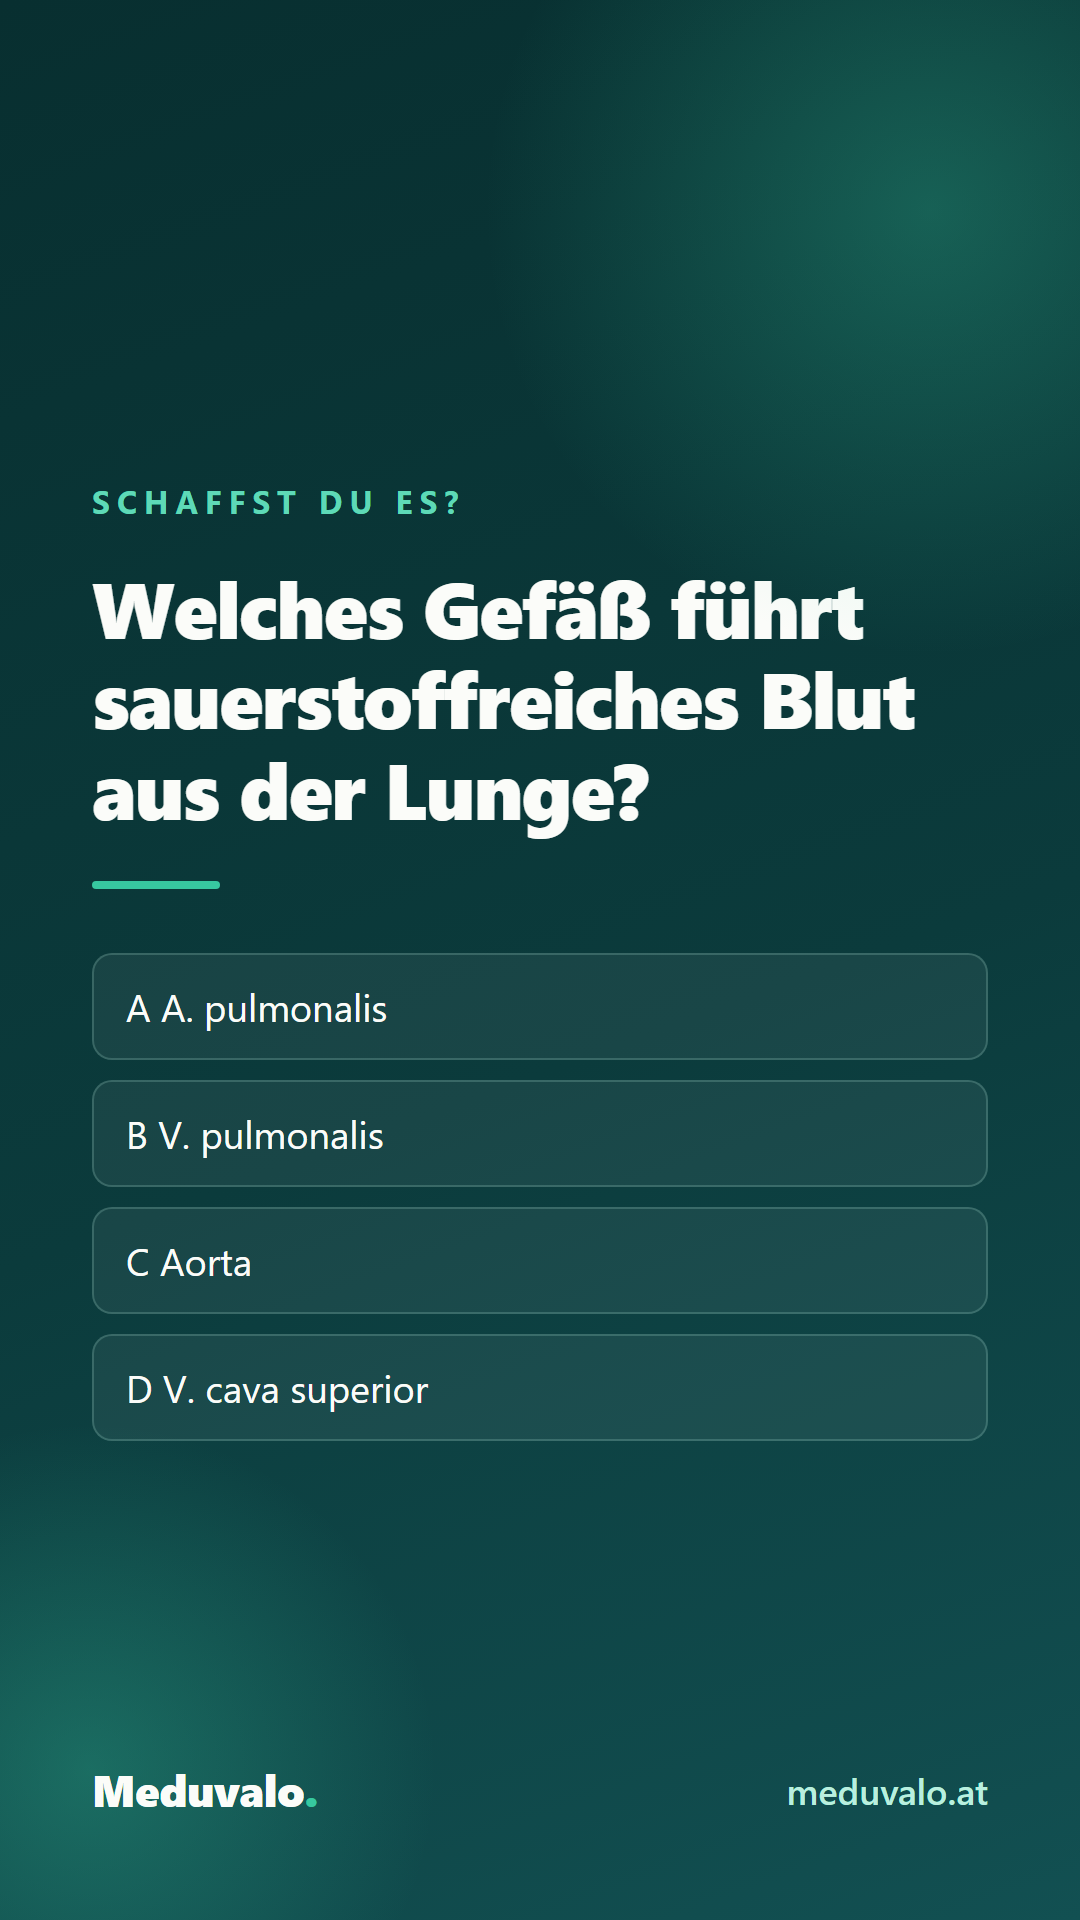 SCHAFFST DU ES?
Welches Gefäß führt
sauerstoffreiches Blut
aus der Lunge?
A A. pulmonalis
B V. pulmonalis
C Aorta
D V. cava superior
Meduvalo.
meduvalo.at